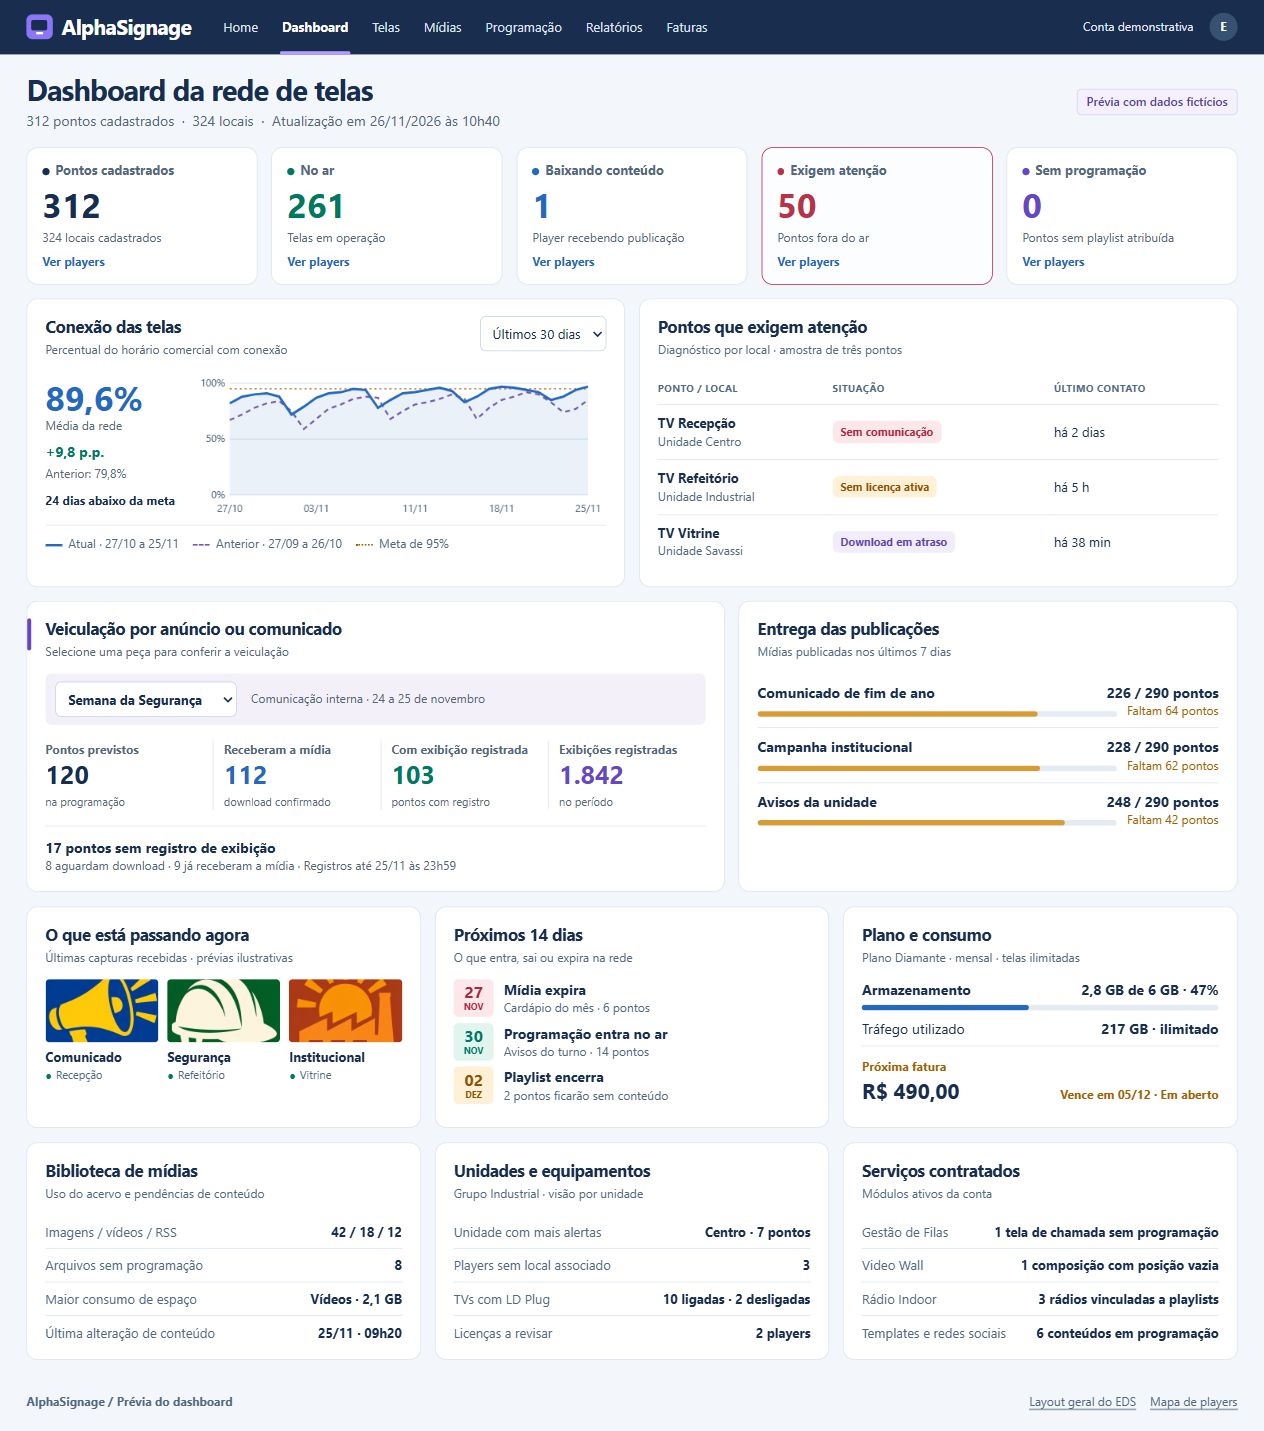 AlphaSignage Home Dashboard Telas Mídias Programação Relatórios Faturas Conta demonstrativa E
Dashboard da rede de telas
312 pontos cadastrados · 324 locais · Atualização em 26/11/2026 às 10h40
Prévia com dados fictícios
Pontos cadastrados
312
324 locais cadastrados
Ver players
No ar
261
Telas em operação
Ver players
Baixando conteúdo
1
Player recebendo publicação
Ver players
Exigem atenção
50
Pontos fora do ar
Ver players
Sem programação
0
Pontos sem playlist atribuída
Ver players
Conexão das telas
Percentual do horário comercial com conexão
Últimos 30 dias
89,6%
Média da rede
+9,8 p.p.
Anterior: 79,8%
24 dias abaixo da meta
100%
50%
0%
27/10 03/11 11/11 18/11 25/11
Atual · 27/10 a 25/11 Anterior · 27/09 a 26/10 Meta de 95%
Pontos que exigem atenção
Diagnóstico por local · amostra de três pontos
PONTO / LOCAL SITUAÇÃO ÚLTIMO CONTATO
TV Recepção
Unidade Centro
Sem comunicação
há 2 dias
TV Refeitório
Unidade Industrial
Sem licença ativa
há 5 h
TV Vitrine
Unidade Savassi
Download em atraso
há 38 min
Veiculação por anúncio ou comunicado
Selecione uma peça para conferir a veiculação
Semana da Segurança Comunicação interna · 24 a 25 de novembro
Pontos previstos
120
na programação
Receberam a mídia
112
download confirmado
Com exibição registrada
103
pontos com registro
Exibições registradas
1.842
no período
17 pontos sem registro de exibição
8 aguardam download · 9 já receberam a mídia · Registros até 25/11 às 23h59
Entrega das publicações
Mídias publicadas nos últimos 7 dias
Comunicado de fim de ano 226 / 290 pontos
Faltam 64 pontos
Campanha institucional 228 / 290 pontos
Faltam 62 pontos
Avisos da unidade 248 / 290 pontos
Faltam 42 pontos
O que está passando agora
Últimas capturas recebidas · prévias ilustrativas
Comunicado
Recepção
Segurança
Refeitório
Institucional
Vitrine
Próximos 14 dias
O que entra, sai ou expira na rede
27
NOV
Mídia expira
Cardápio do mês · 6 pontos
30
NOV
Programação entra no ar
Avisos do turno · 14 pontos
02
DEZ
Playlist encerra
2 pontos ficarão sem conteúdo
Plano e consumo
Plano Diamante · mensal · telas ilimitadas
Armazenamento 2,8 GB de 6 GB · 47%
Tráfego utilizado 217 GB · ilimitado
Próxima fatura
R$ 490,00 Vence em 05/12 · Em aberto
Biblioteca de mídias
Uso do acervo e pendências de conteúdo
Imagens / vídeos / RSS 42 / 18 / 12
Arquivos sem programação 8
Maior consumo de espaço Vídeos · 2,1 GB
Última alteração de conteúdo 25/11 · 09h20
Unidades e equipamentos
Grupo Industrial · visão por unidade
Unidade com mais alertas Centro · 7 pontos
Players sem local associado 3
TVs com LD Plug 10 ligadas · 2 desligadas
Licenças a revisar 2 players
Serviços contratados
Módulos ativos da conta
Gestão de Filas 1 tela de chamada sem programação
Video Wall 1 composição com posição vazia
Rádio Indoor 3 rádios vinculadas a playlists
Templates e redes sociais 6 conteúdos em programação
AlphaSignage / Prévia do dashboard Layout geral do EDS Mapa de players